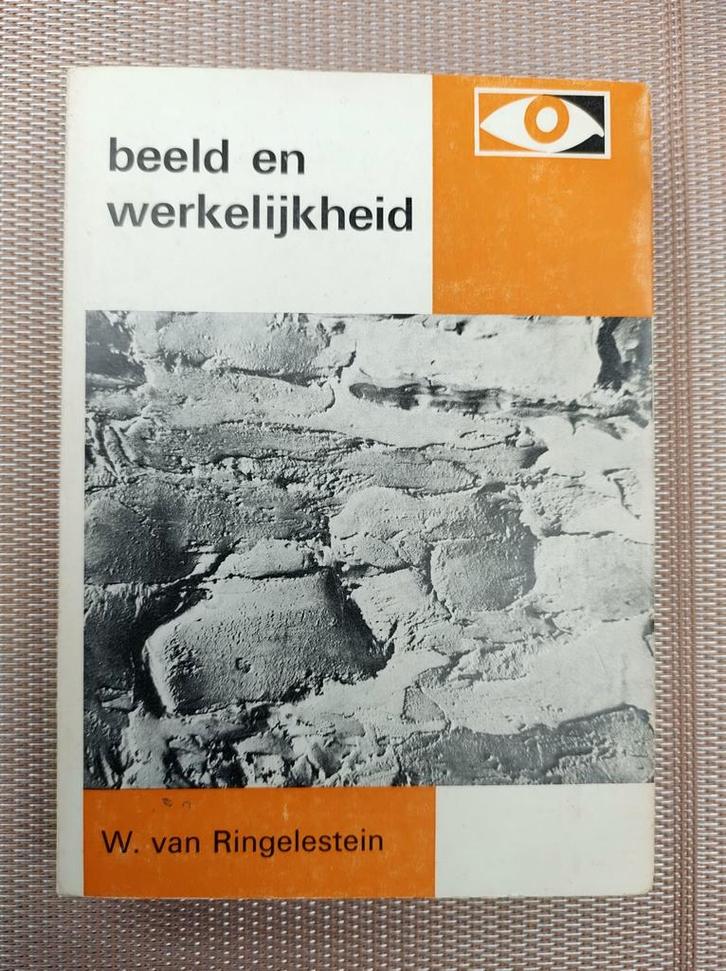 beeld en
werkelijkheid
W. van Ringelestein